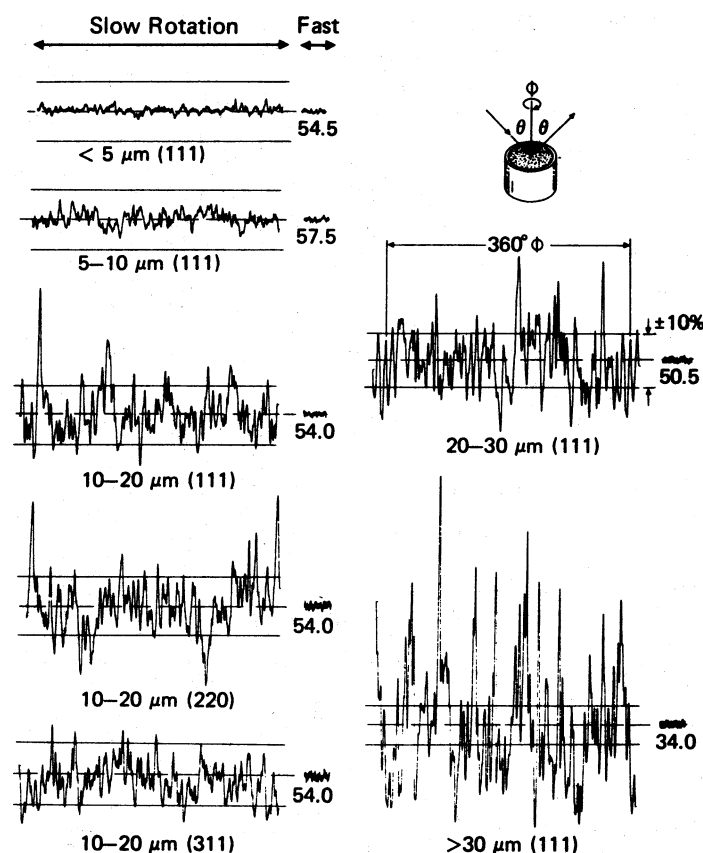 Slow Rotation
Fast
54.5
< 5 μm (111)
57.5
5–10 μm (111)
54.0
10–20 μm (111)
54.0
10–20 μm (220)
54.0
10–20 μm (311)
Φ
θ θ
360° Φ
±10%
50.5
20–30 μm (111)
34.0
>30 μm (111)